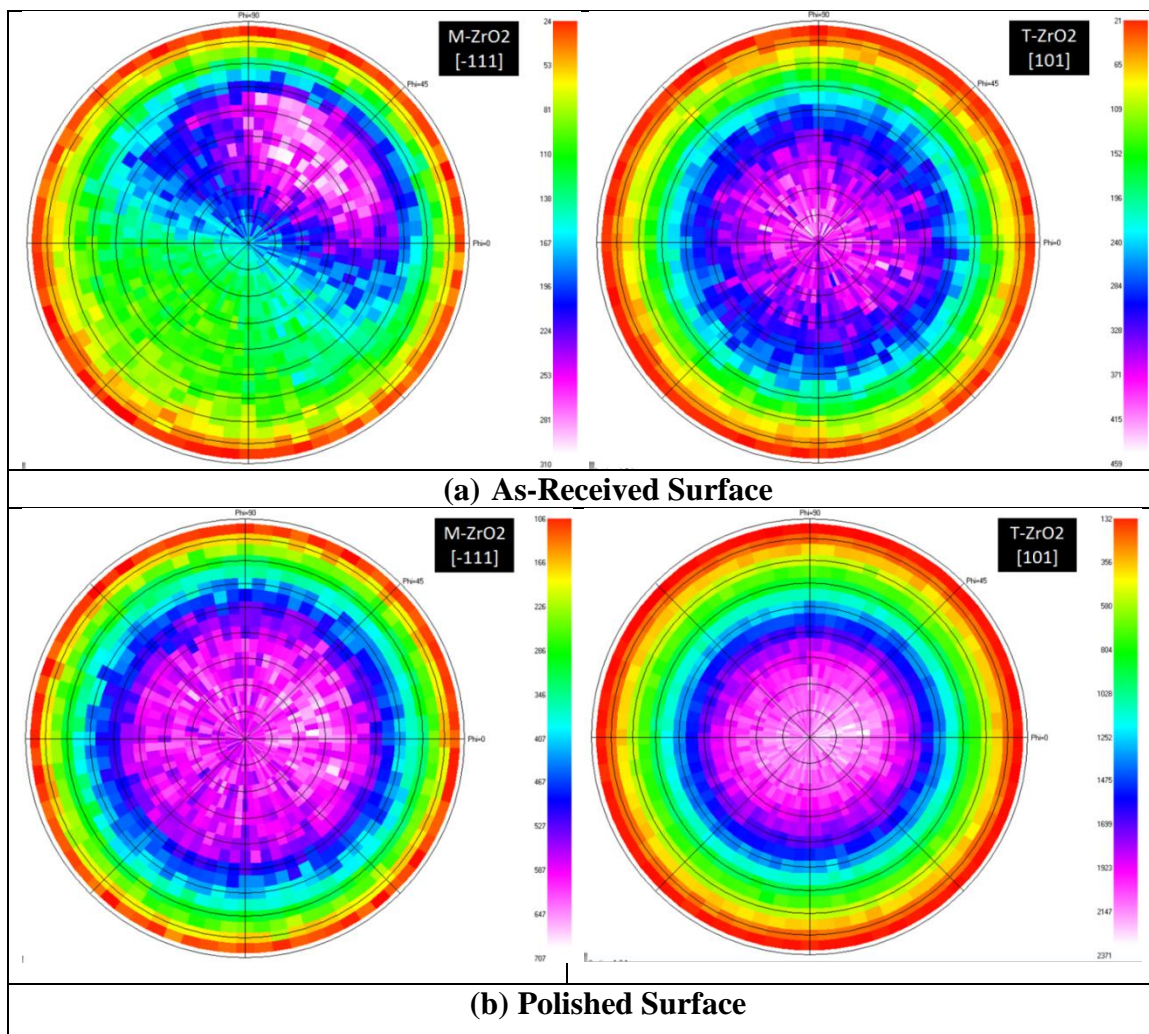 Phi=90
24
M-ZrO2
[-111]
53
Phi=45
81
110
138
167
Phi=0
196
224
253
281
310
Phi=90
21
T-ZrO2
[101]
65
Phi=45
109
152
196
240
Phi=0
284
328
371
415
459
(a) As-Received Surface
Phi=90
106
M-ZrO2
[-111]
166
Phi=45
226
286
346
407
Phi=0
467
527
587
647
707
Phi=90
132
T-ZrO2
[101]
356
Phi=45
580
804
1028
1252
Phi=0
1475
1699
1923
2147
2371
(b) Polished Surface